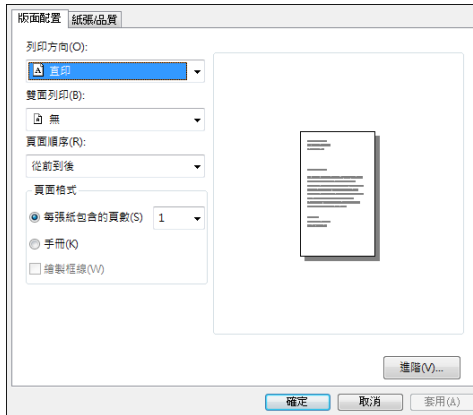 版面配置 紙張/品質
列印方向(O):
直印
雙面列印(B):
無
頁面順序(R):
從前到後
頁面格式
每張紙包含的頁數(S) 1
手冊(K)
繪製框線(W)
進階(V)...
確定 取消 套用(A)